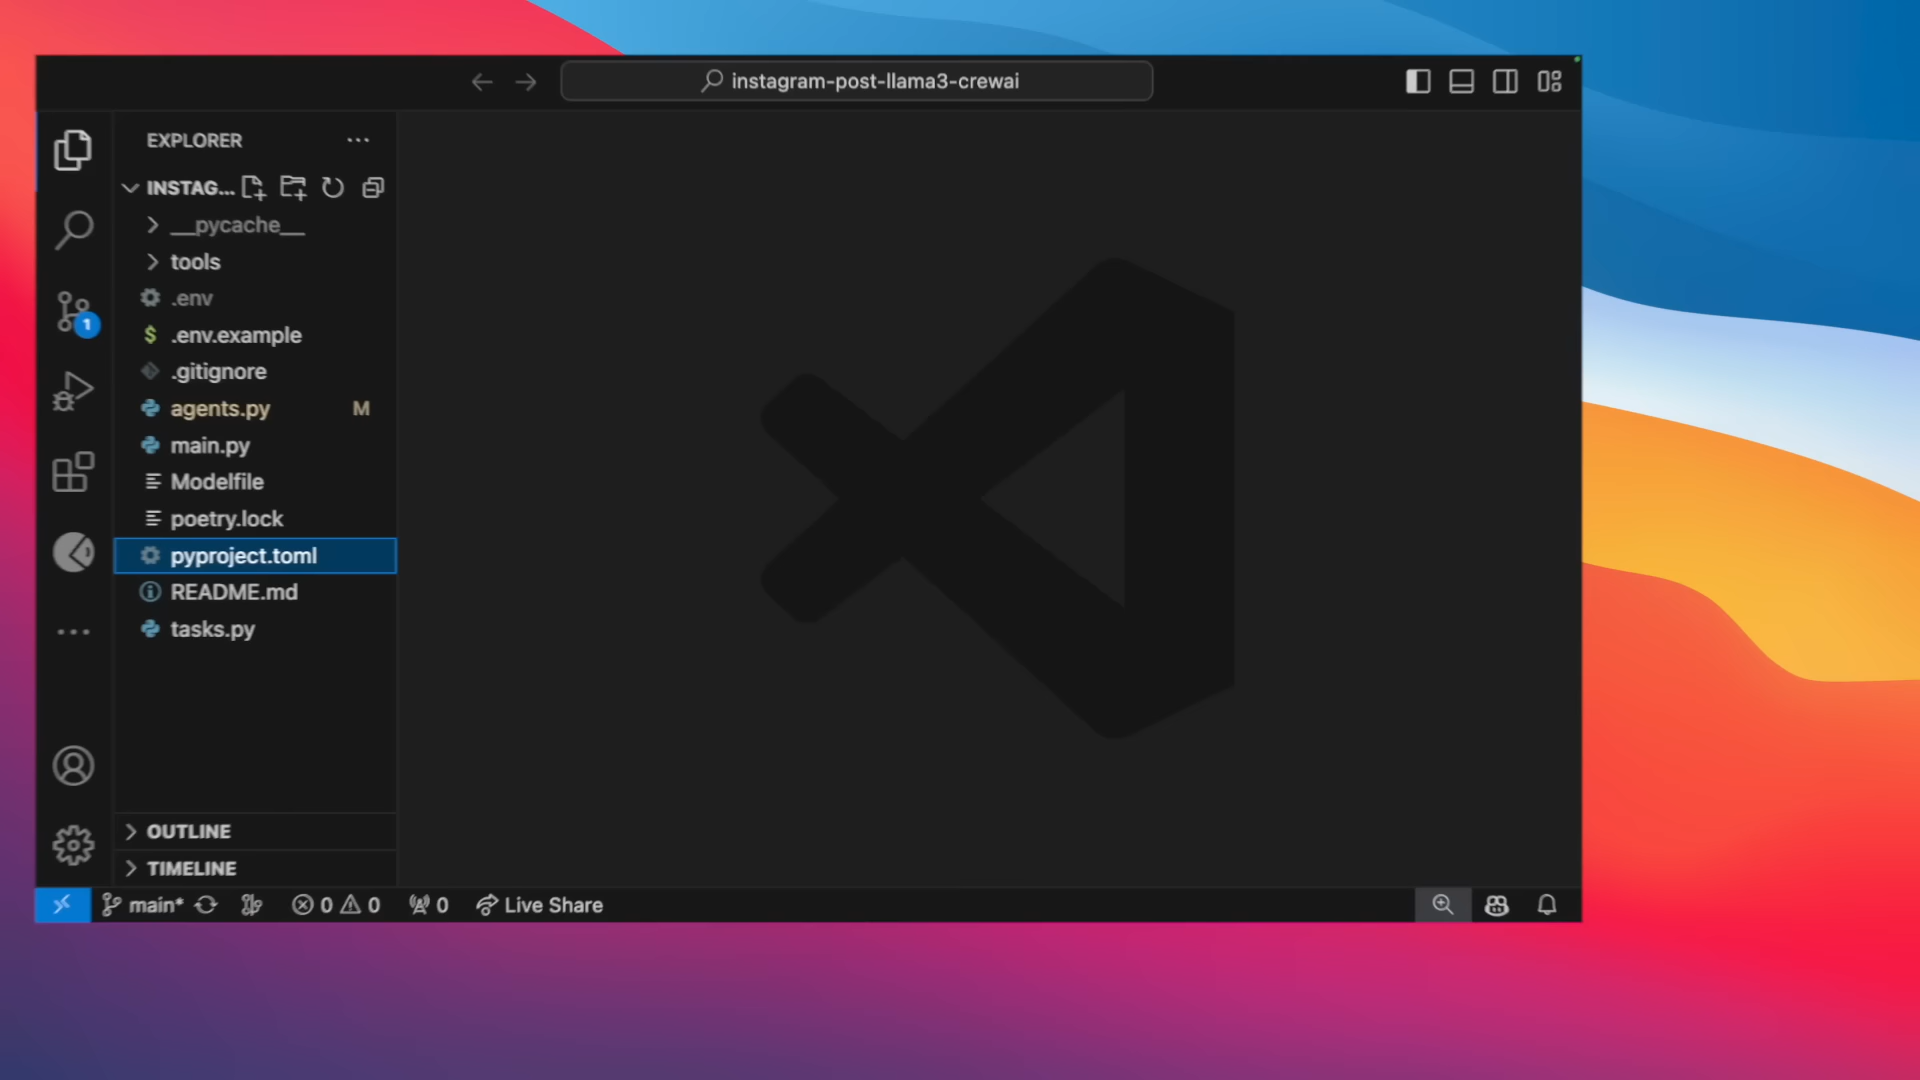 instagram-post-llama3-crewai
EXPLORER
INSTAG...
__pycache__
tools
.env
$ .env.example
.gitignore
agents.py M
main.py
Modelfile
poetry.lock
pyproject.toml
README.md
tasks.py
OUTLINE
TIMELINE
1
main* 0 0 0 Live Share